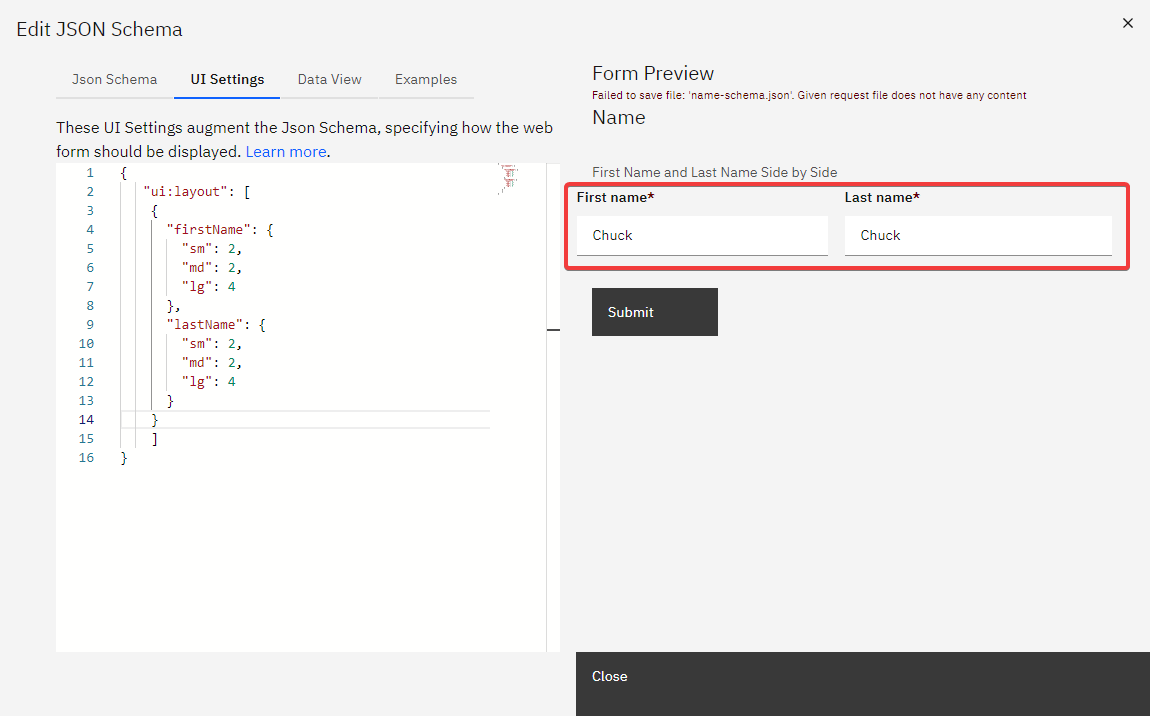 Edit JSON Schema
Json Schema UI Settings Data View Examples
These UI Settings augment the Json Schema, specifying how the web
form should be displayed. Learn more.
1 {
2 "ui:layout": [
3 {
4 "firstName": {
5 "sm": 2,
6 "md": 2,
7 "lg": 4
8 },
9 "lastName": {
10 "sm": 2,
11 "md": 2,
12 "lg": 4
13 }
14 }
15 ]
16 }
Form Preview
Failed to save file: 'name-schema.json'. Given request file does not have any content
Name
First Name and Last Name Side by Side
First name* Last name*
Chuck Chuck
Submit
Close